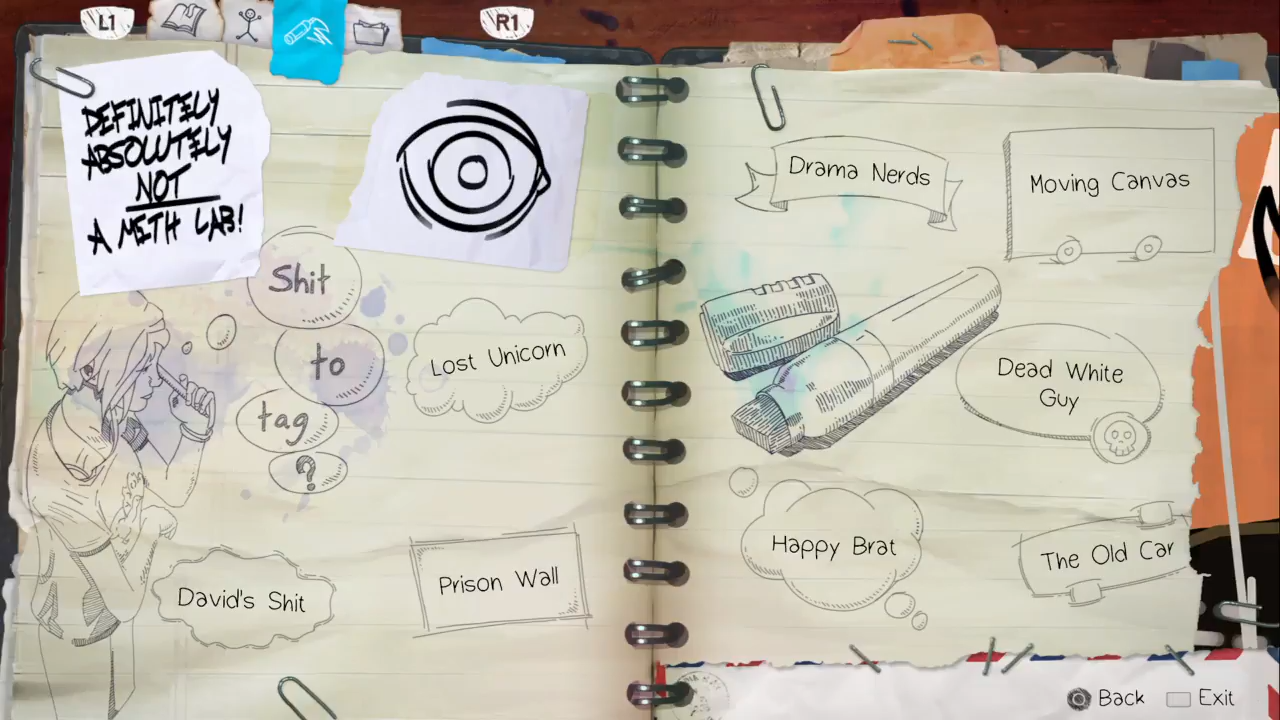 L1
R1
DEFINITELY
ABSOLUTELY
NOT
A METH LAB!
Shit
to
tag
?
Lost Unicorn
David's Shit
Prison Wall
Drama Nerds
Moving Canvas
Dead White
Guy
Happy Brat
The Old Car
Back
Exit